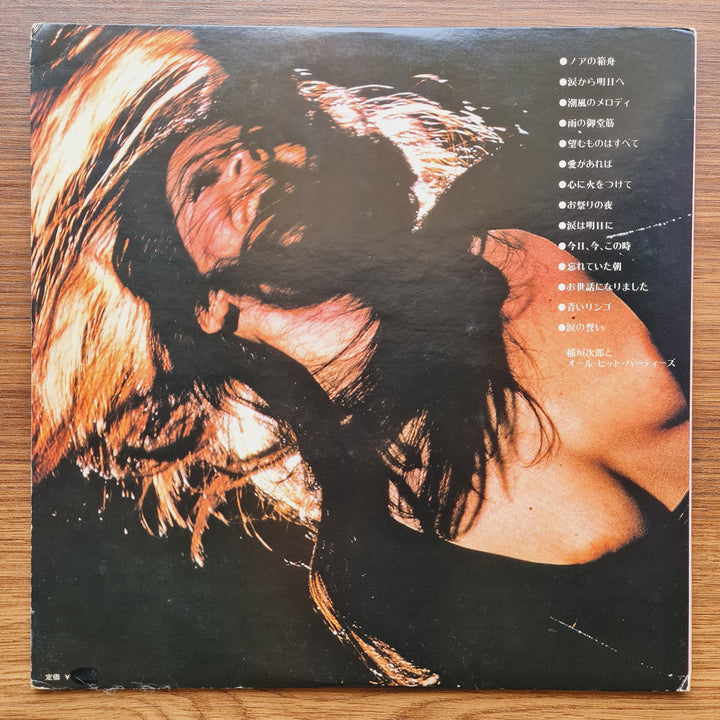 ●ノアの箱舟
●涙から明日へ
●潮風のメロディ
●雨の御堂筋
●望むものはすべて
●愛があれば
●心に火をつけて
●お祭りの夜
●涙は明日に
●今日、今、この時
●忘れていた朝
●お世話になりました
●青いリンゴ
●涙の誓い
稲垣次郎と
オール・ヒット・パーティーズ
定価 ¥